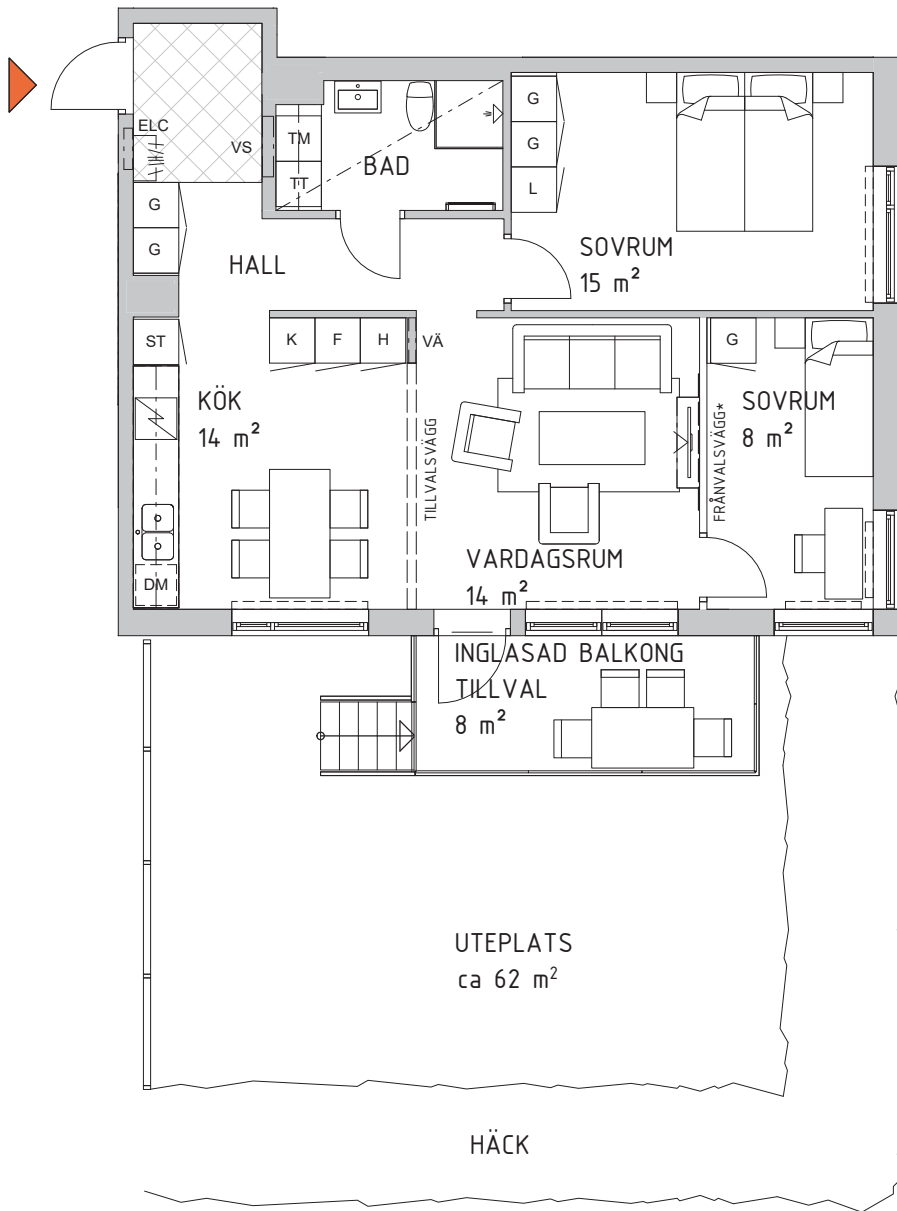 ELC
VS
TM
TT
BAD
G
G
L
G
G
HALL
SOVRUM
15 m²
ST
K
F
H
VÄ
G
KÖK
14 m²
TILLVALSVÄGG
FRÅNVALSVÄGG*
SOVRUM
8 m²
VARDAGSRUM
14 m²
DM
INGLASAD BALKONG
TILLVAL
8 m²
UTEPLATS
ca 62 m²
HÄCK